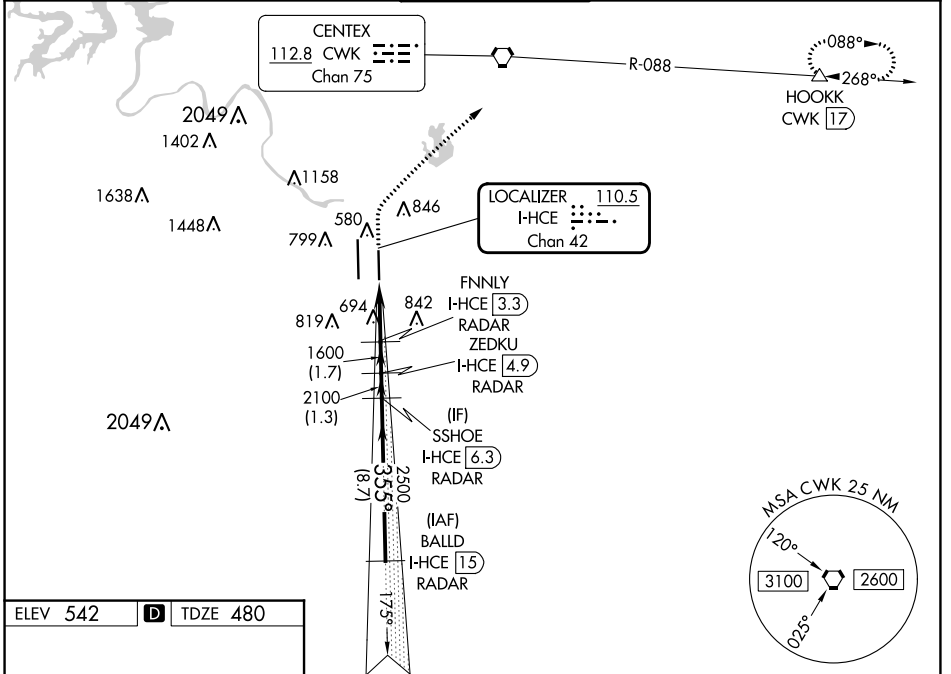 CENTEX
112.8 CWK
Chan 75
R-088
088°
268°
HOOKK
CWK 17
2049
1402
1158
1638
1448
846
580
799
LOCALIZER 110.5
I-HCE
Chan 42
FNNLY
I-HCE 3.3
RADAR
694
842
819
ZEDKU
I-HCE 4.9
RADAR
1600
(1.7)
2100
(1.3)
2049
(IF)
SSHOE
I-HCE 6.3
RADAR
2500
355°
(8.7)
(IAF)
BALLD
I-HCE 15
RADAR
175°
MSA CWK 25 NM
120°
3100
2600
025°
ELEV 542 D TDZE 480